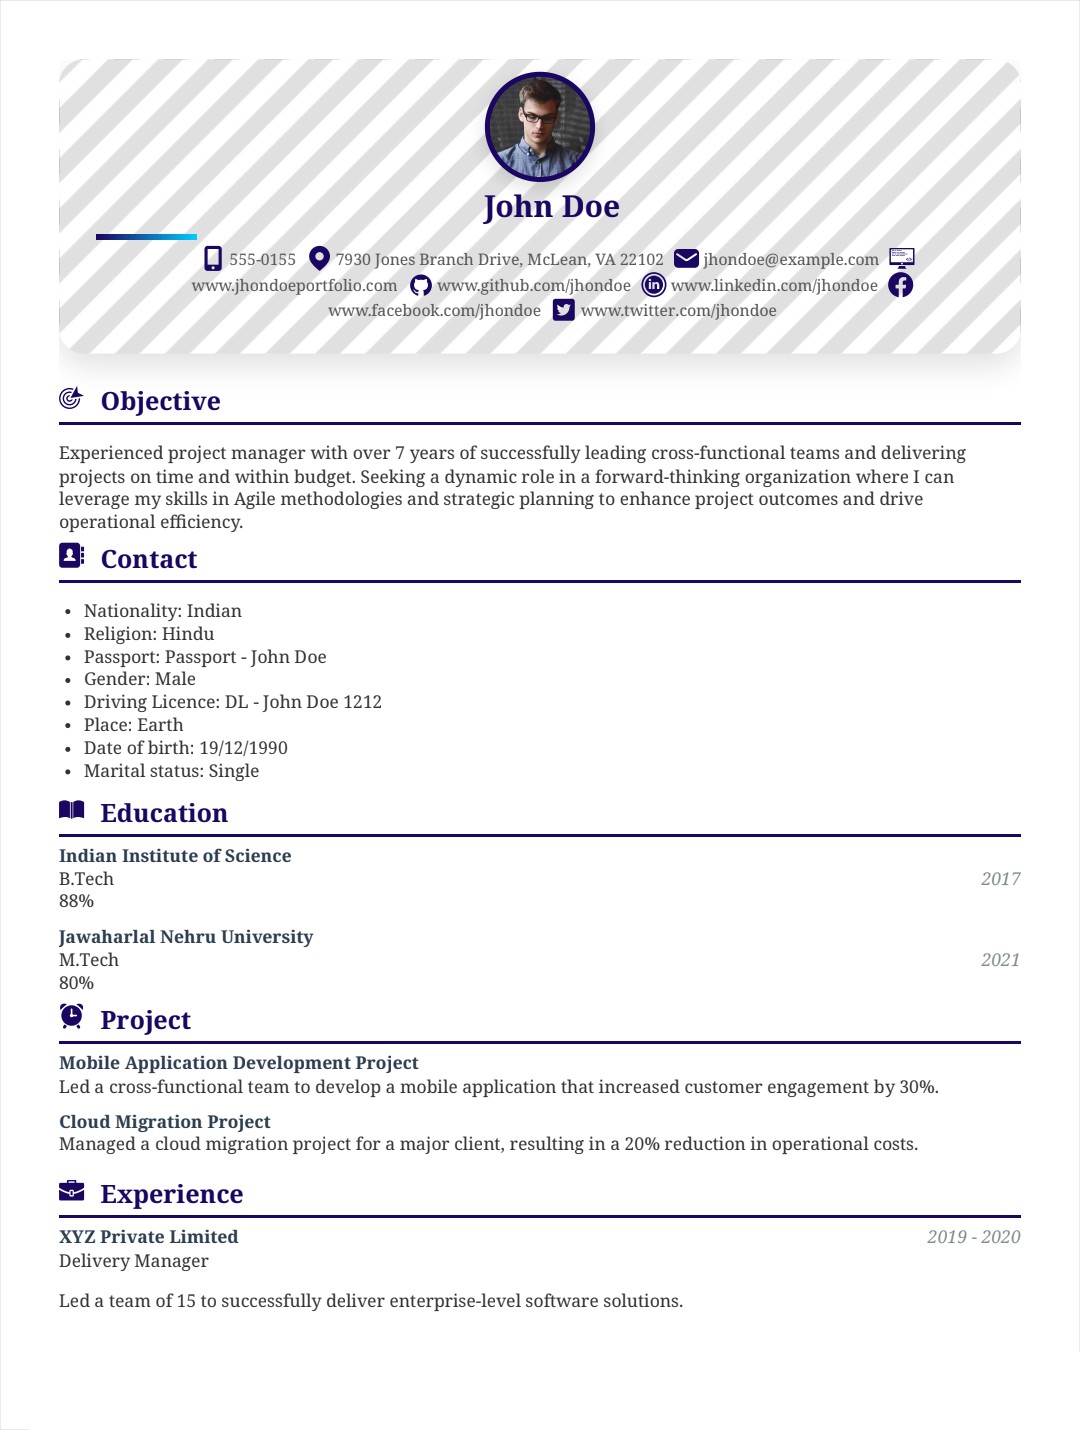 John Doe
555-0155 7930 Jones Branch Drive, McLean, VA 22102 jhondoe@example.com
www.jhondoeportfolio.com www.github.com/jhondoe www.linkedin.com/jhondoe
www.facebook.com/jhondoe www.twitter.com/jhondoe
Objective
Experienced project manager with over 7 years of successfully leading cross-functional teams and delivering
projects on time and within budget. Seeking a dynamic role in a forward-thinking organization where I can
leverage my skills in Agile methodologies and strategic planning to enhance project outcomes and drive
operational efficiency.
Contact
• Nationality: Indian
• Religion: Hindu
• Passport: Passport - John Doe
• Gender: Male
• Driving Licence: DL - John Doe 1212
• Place: Earth
• Date of birth: 19/12/1990
• Marital status: Single
Education
Indian Institute of Science
B.Tech 2017
88%
Jawaharlal Nehru University
M.Tech 2021
80%
Project
Mobile Application Development Project
Led a cross-functional team to develop a mobile application that increased customer engagement by 30%.
Cloud Migration Project
Managed a cloud migration project for a major client, resulting in a 20% reduction in operational costs.
Experience
XYZ Private Limited 2019 - 2020
Delivery Manager
Led a team of 15 to successfully deliver enterprise-level software solutions.